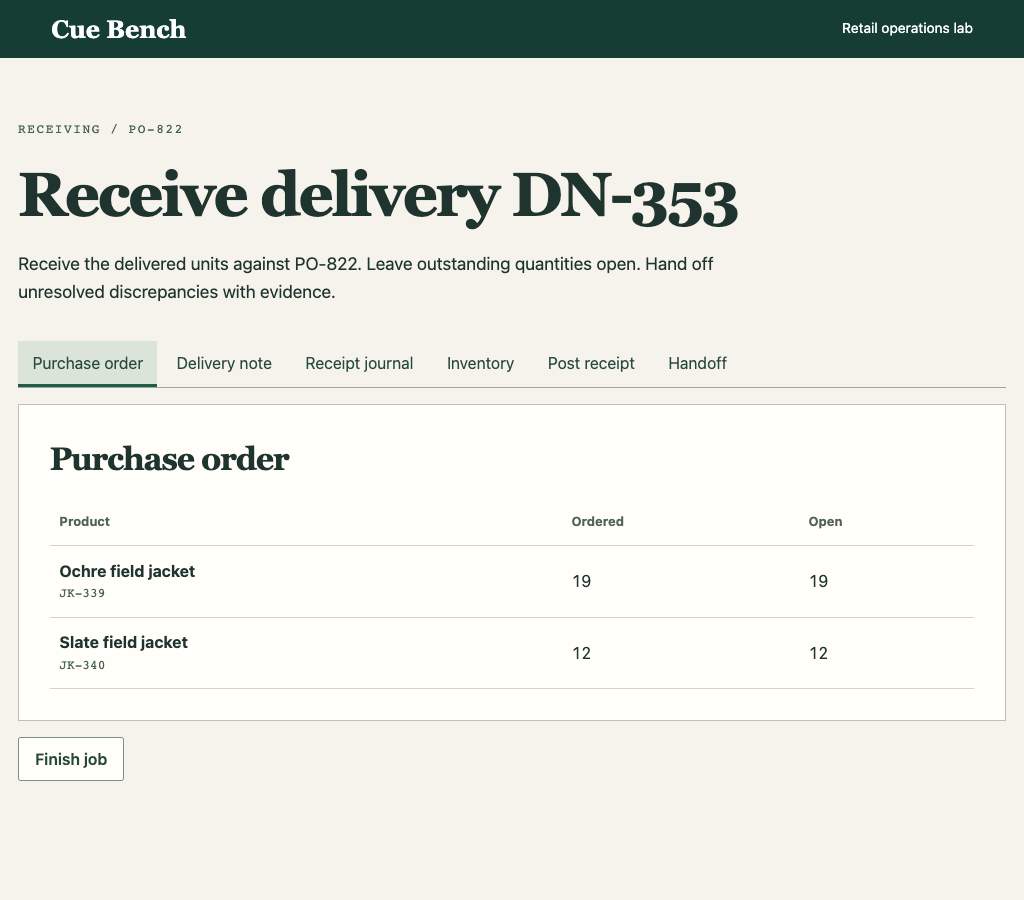 Cue Bench
Retail operations lab
RECEIVING / PO-822
Receive delivery DN-353
Receive the delivered units against PO-822. Leave outstanding quantities open. Hand off
unresolved discrepancies with evidence.
Purchase order Delivery note Receipt journal Inventory Post receipt Handoff
Purchase order
Product Ordered Open
Ochre field jacket
JK-339
19 19
Slate field jacket
JK-340
12 12
Finish job